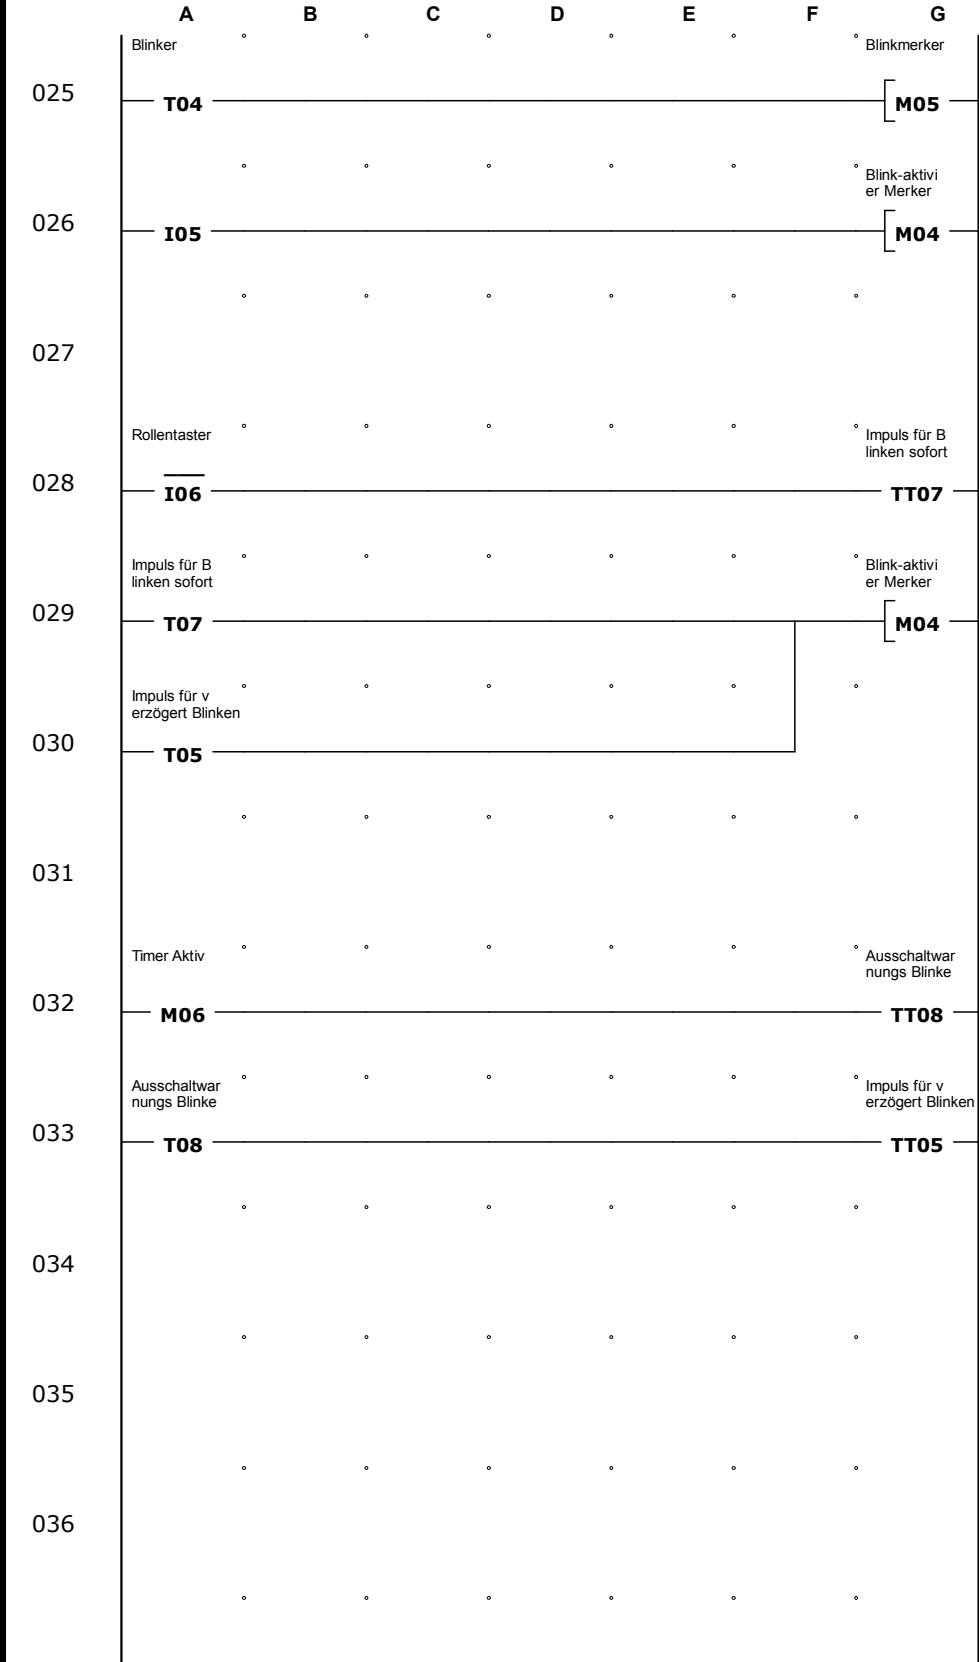 A B C D E F G
Blinker Blinkmerker
025 T04 M05
Blink-aktivi
er Merker
026 I05 M04
027
Rollentaster Impuls für B
linken sofort
028 I06 TT07
Impuls für B Blink-aktivi
linken sofort er Merker
029 T07 M04
Impuls für v
erzögert Blinken
030 T05
031
Timer Aktiv Ausschaltwar
nungs Blinke
032 M06 TT08
Ausschaltwar Impuls für v
nungs Blinke erzögert Blinken
033 T08 TT05
034
035
036